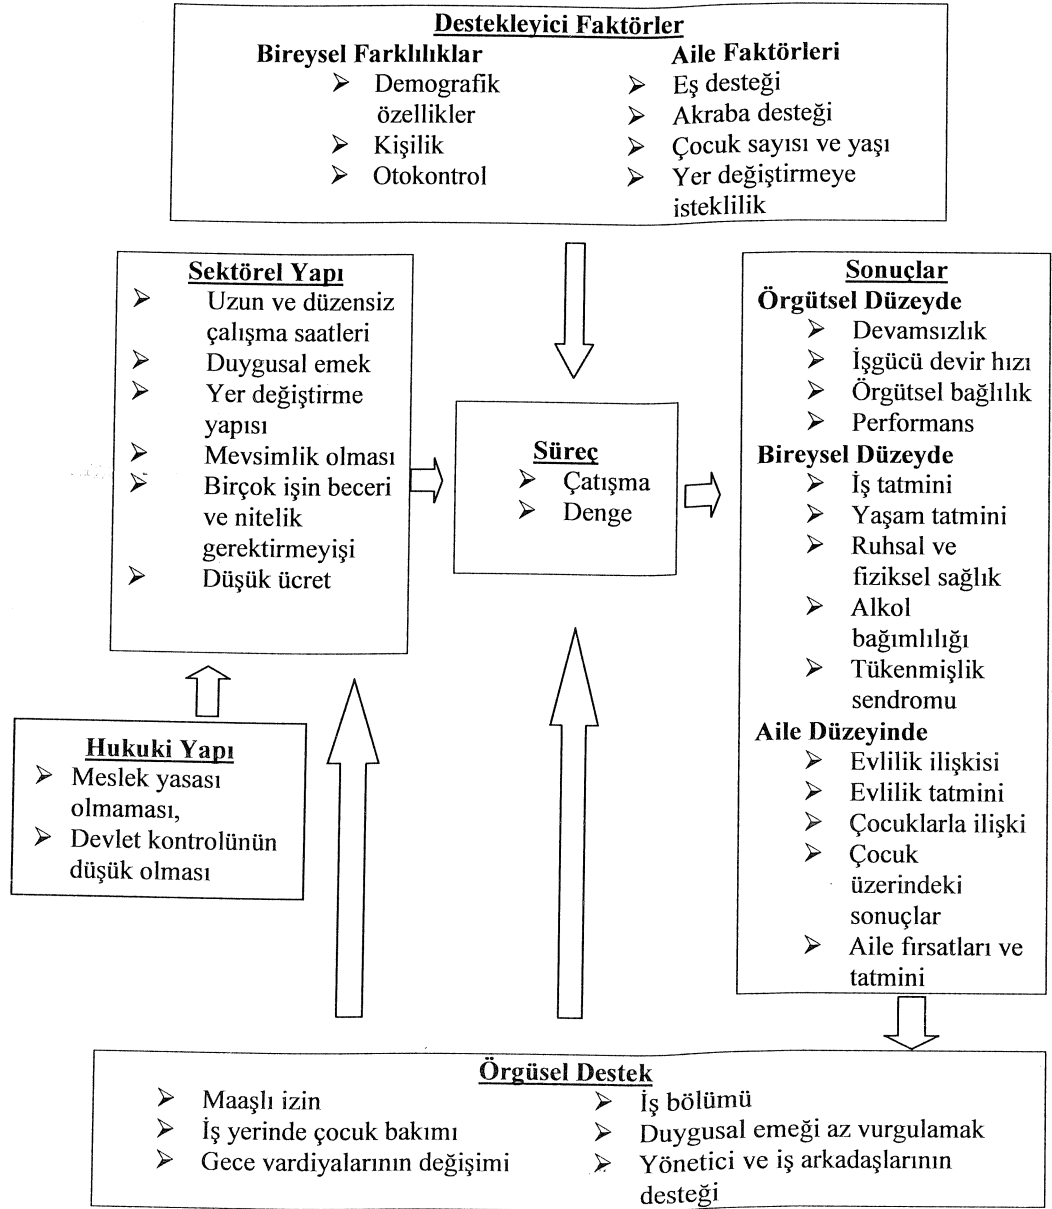 Destekleyici Faktörler
Bireysel Farklılıklar
➢ Demografik
özellikler
➢ Kişilik
➢ Otokontrol
Aile Faktörleri
➢ Eş desteği
➢ Akraba desteği
➢ Çocuk sayısı ve yaşı
➢ Yer değiştirmeye
isteklilik
Sektörel Yapı
➢ Uzun ve düzensiz
çalışma saatleri
➢ Duygusal emek
➢ Yer değiştirme
yapısı
➢ Mevsimlik olması
➢ Birçok işin beceri
ve nitelik
gerektirmeyişi
➢ Düşük ücret
Süreç
➢ Çatışma
➢ Denge
Sonuçlar
Örgütsel Düzeyde
➢ Devamsızlık
➢ İşgücü devir hızı
➢ Örgütsel bağlılık
➢ Performans
Bireysel Düzeyde
➢ İş tatmini
➢ Yaşam tatmini
➢ Ruhsal ve
fiziksel sağlık
➢ Alkol
bağımlılığı
➢ Tükenmişlik
sendromu
Aile Düzeyinde
➢ Evlilik ilişkisi
➢ Evlilik tatmini
➢ Çocuklarla ilişki
➢ Çocuk
üzerindeki
sonuçlar
➢ Aile fırsatları ve
tatmini
Hukuki Yapı
➢ Meslek yasası
olmaması,
➢ Devlet kontrolünün
düşük olması
Örgüsel Destek
➢ Maaşlı izin
➢ İş yerinde çocuk bakımı
➢ Gece vardiyalarının değişimi
➢ İş bölümü
➢ Duygusal emeği az vurgulamak
➢ Yönetici ve iş arkadaşlarının
desteği